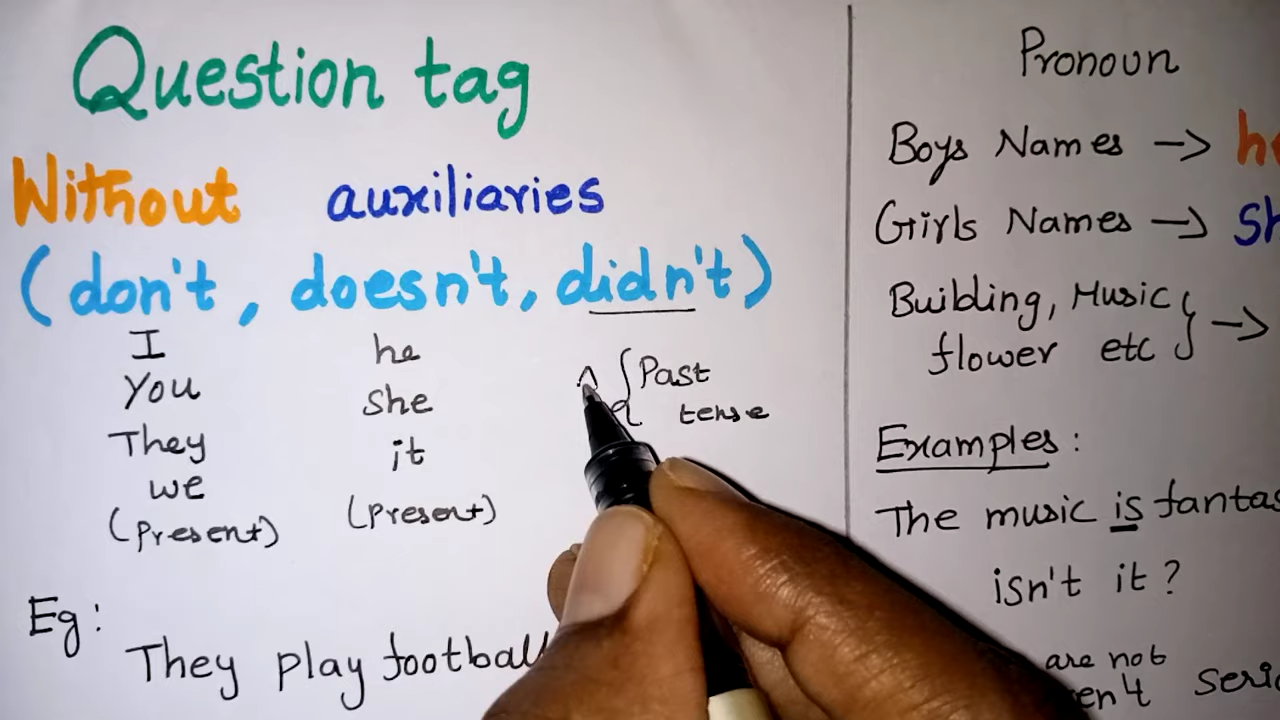 Question tag
Without auxiliaries
(don't, doesn't, didn't)
I
You
They
we
(Present)
he
she
it
(Present)
Past
tense
Eg:
They play football
Pronoun
Boys Names →
Girls Names →
Building, Music
flower etc } →
Examples:
The music is
isn't it?
are not